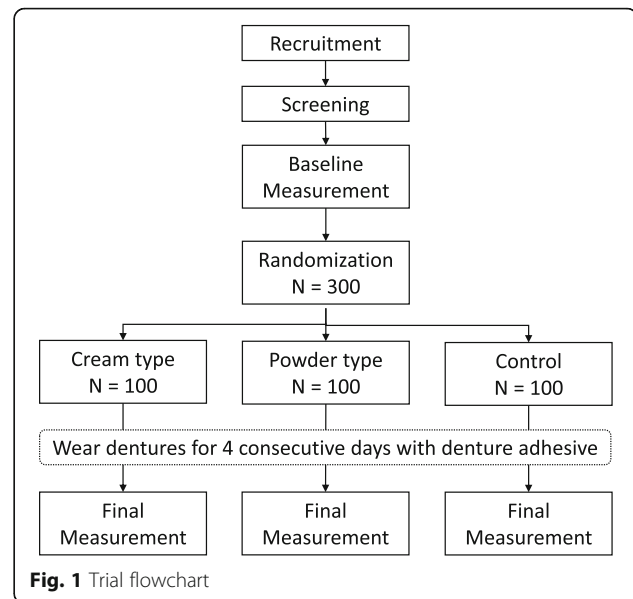 Recruitment
Screening
Baseline
Measurement
Randomization
N = 300
Cream type
N = 100
Powder type
N = 100
Control
N = 100
Wear dentures for 4 consecutive days with denture adhesive
Final
Measurement
Final
Measurement
Final
Measurement
Fig. 1 Trial flowchart